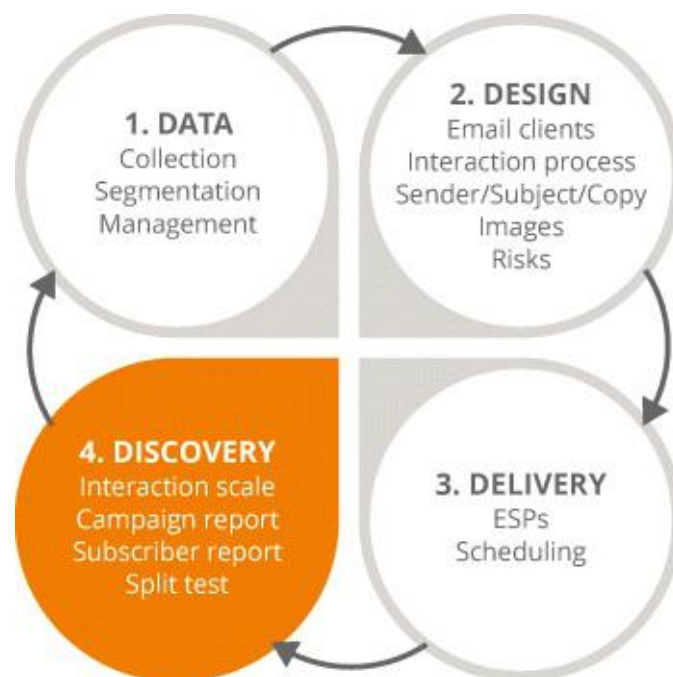 1. DATA
Collection
Segmentation
Management
2. DESIGN
Email clients
Interaction process
Sender/Subject/Copy
Images
Risks
3. DELIVERY
ESPs
Scheduling
4. DISCOVERY
Interaction scale
Campaign report
Subscriber report
Split test